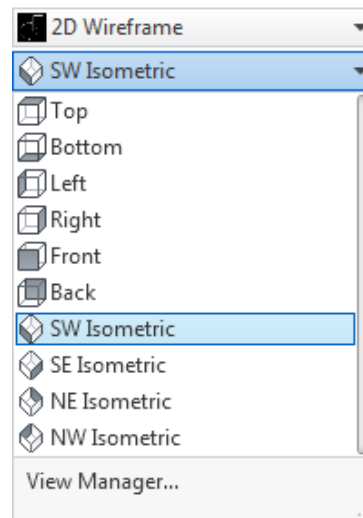 2D Wireframe
SW Isometric
Top
Bottom
Left
Right
Front
Back
SW Isometric
SE Isometric
NE Isometric
NW Isometric
View Manager...